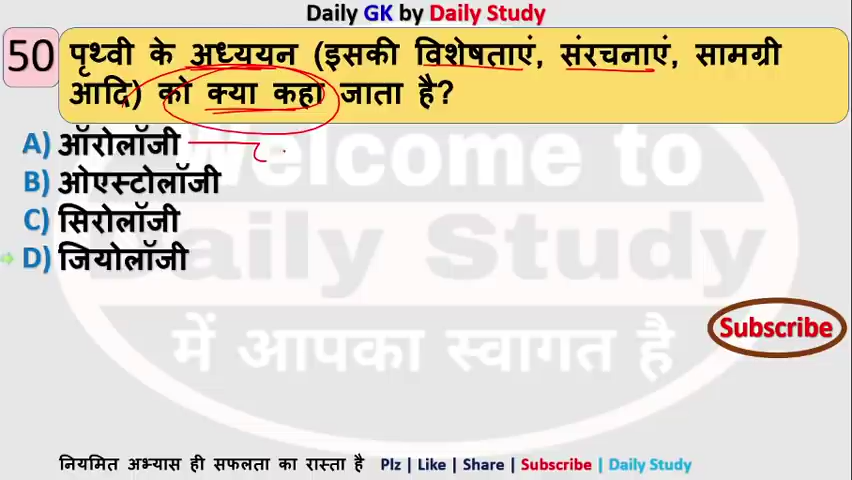 Daily GK by Daily Study
50
पृथ्वी के अध्ययन (इसकी विशेषताएं, संरचनाएं, सामग्री
आदि) को क्या कहा जाता है?
A) ऑरोलॉजी
B) ओएस्टोलॉजी
C) सिरोलॉजी
D) जियोलॉजी
Welcome to
Daily Study
में आपका स्वागत है
Subscribe
नियमित अभ्यास ही सफलता का रास्ता है Plz | Like | Share | Subscribe | Daily Study